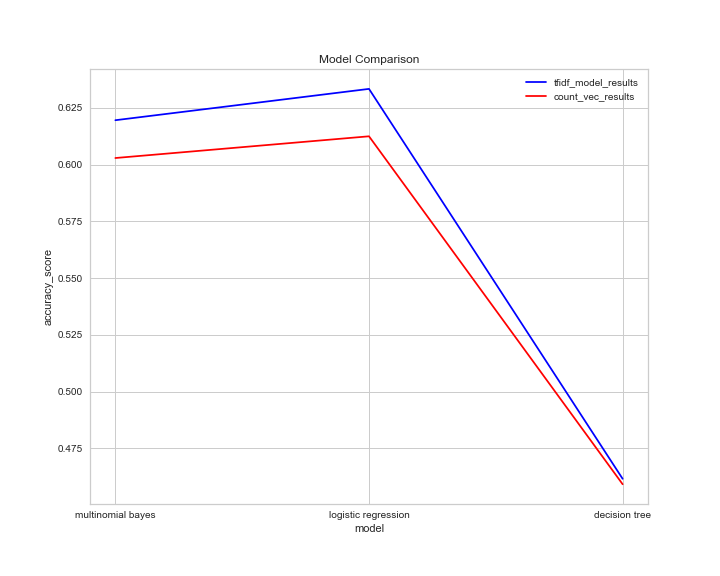 Model Comparison
tfidf_model_results
count_vec_results
0.625
0.600
0.575
0.550
0.525
0.500
0.475
accuracy_score
multinomial bayes
logistic regression
decision tree
model